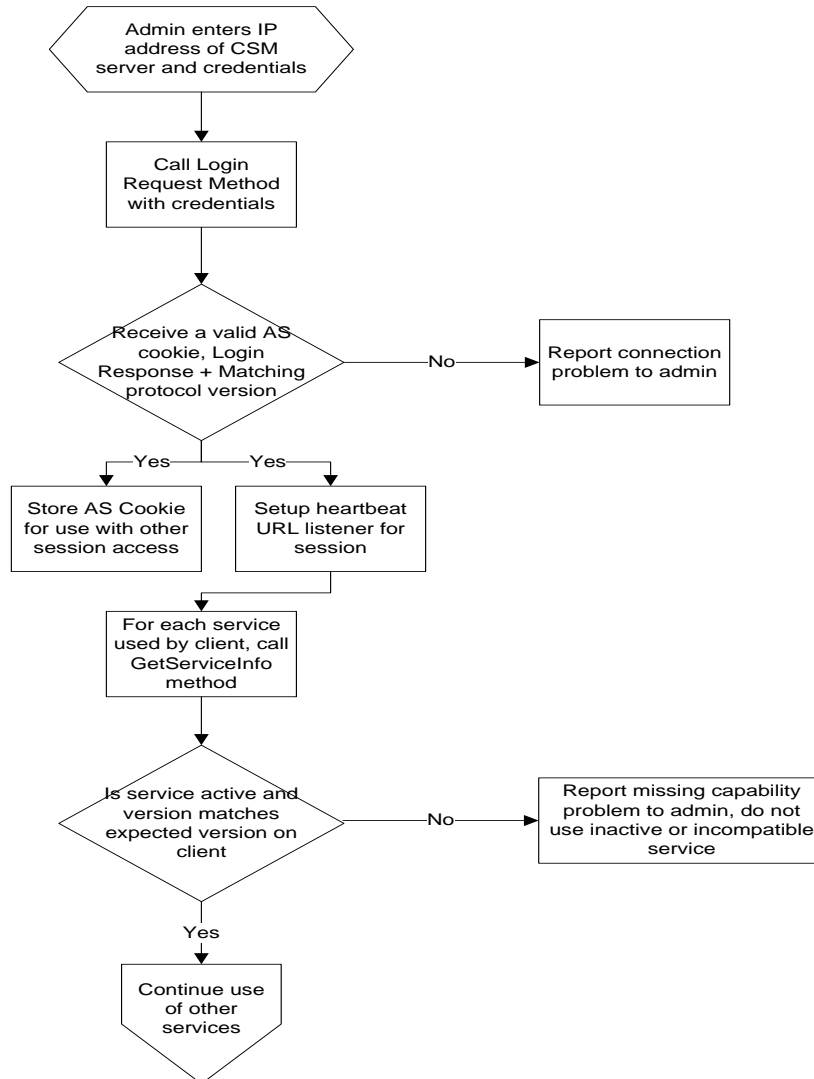 Admin enters IP
address of CSM
server and credentials
Call Login
Request Method
with credentials
Receive a valid AS
cookie, Login
Response + Matching
protocol version
No
Report connection
problem to admin
Yes
Yes
Store AS Cookie
for use with other
session access
Setup heartbeat
URL listener for
session
For each service
used by client, call
GetServiceInfo
method
Is service active and
version matches
expected version on
client
No
Report missing capability
problem to admin, do not
use inactive or incompatible
service
Yes
Continue use
of other
services